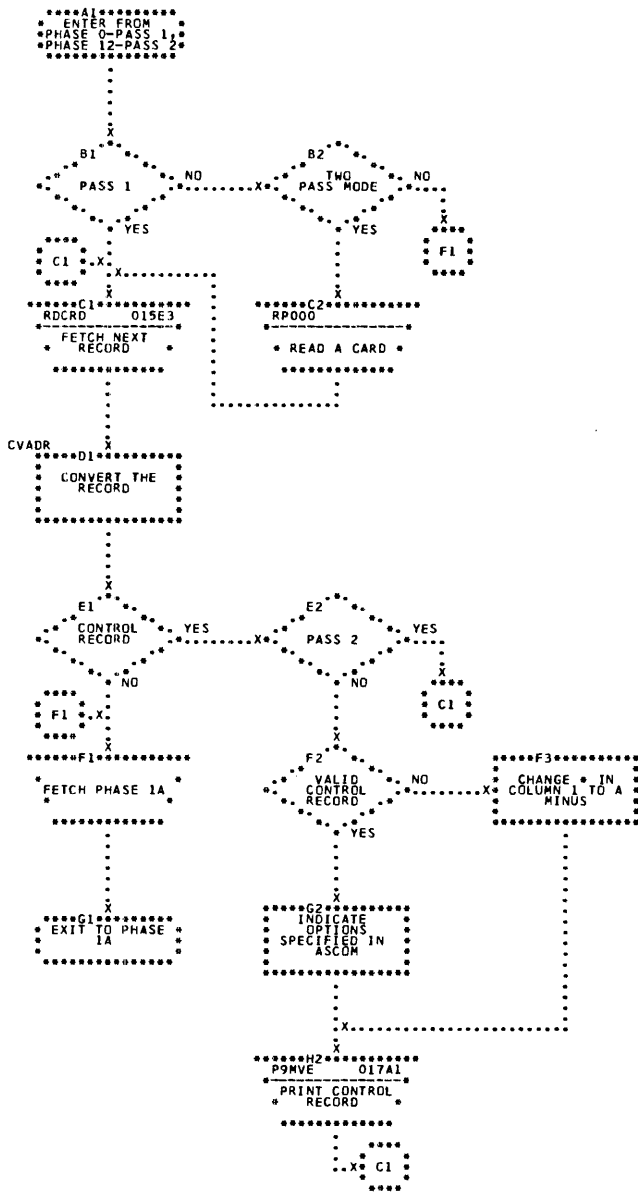 A1
ENTER FROM
PHASE 0-PASS 1,
PHASE 12-PASS 2
B1
PASS 1
NO
YES
B2
TWO
PASS MODE
NO
YES
F1
C1
C1
RDCRD 015E3
FETCH NEXT
RECORD
C2
RP000
READ A CARD
CVADR
D1
CONVERT THE
RECORD
E1
CONTROL
RECORD
YES
NO
E2
PASS 2
YES
NO
C1
F1
F1
FETCH PHASE 1A
F2
VALID
CONTROL
RECORD
NO
YES
F3
CHANGE * IN
COLUMN 1 TO A
MINUS
G1
EXIT TO PHASE
1A
G2
INDICATE
OPTIONS
SPECIFIED IN
ASCOM
H2
P9MVE 017A1
PRINT CONTROL
RECORD
C1